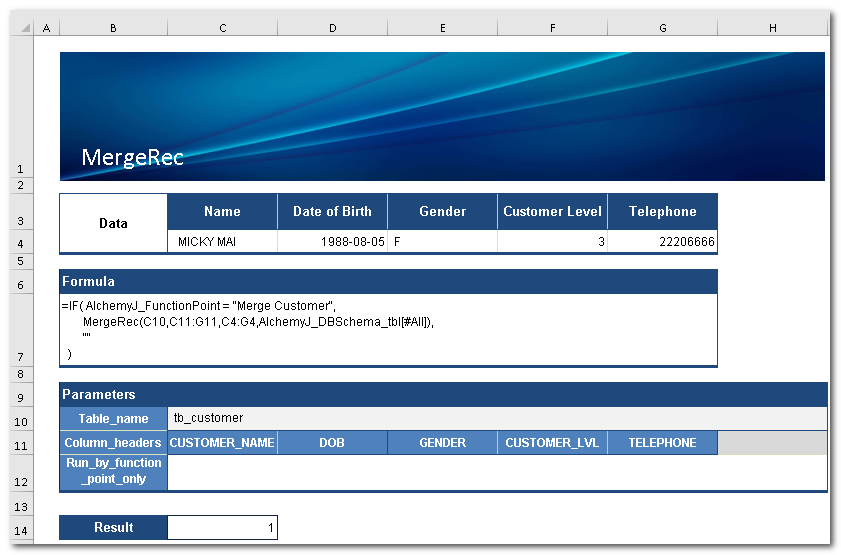 A B C D E F G H
1 MergeRec
2
3 Data Name Date of Birth Gender Customer Level Telephone
4 MICKY MAI 1988-08-05 F 3 22206666
5
6 Formula
=IF( AlchemyJ_FunctionPoint = "Merge Customer",
MergeRec(C10,C11:G11,C4:G4,AlchemyJ_DBSchema_tbl[#All]),
""
7 )
8
9 Parameters
10 Table_name tb_customer
11 Column_headers CUSTOMER_NAME DOB GENDER CUSTOMER_LVL TELEPHONE
Run_by_function
12 _point_only
13
14 Result 1